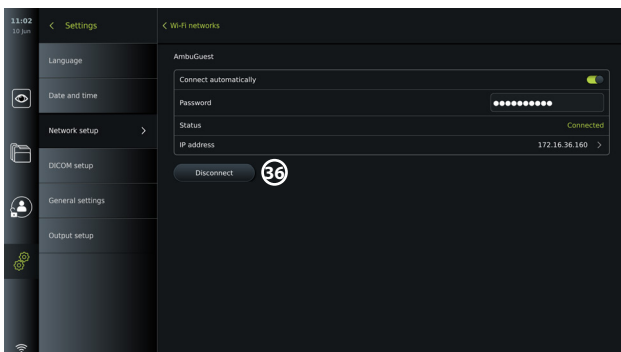 11:02
10 Jun
Settings
Wi-Fi networks
Language
Date and time
Network setup
DICOM setup
General settings
Output setup
AmbuGuest
Connect automatically
Password ●●●●●●●●●●
Status Connected
IP address 172.16.36.160
Disconnect 36